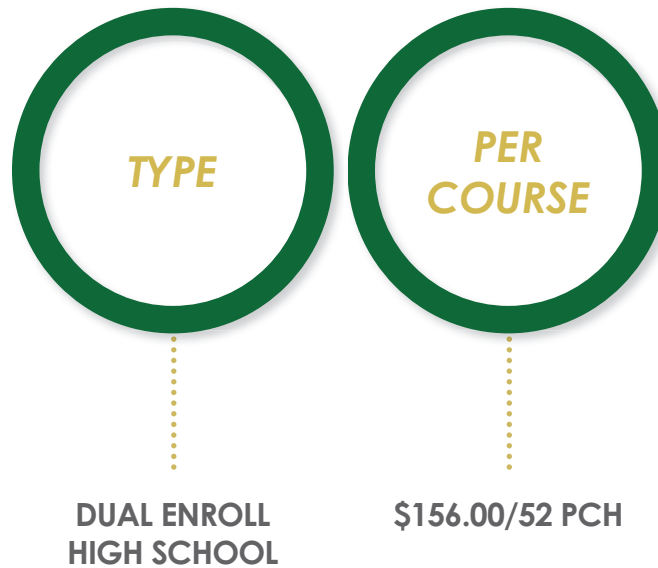 TYPE
PER
COURSE
DUAL ENROLL
HIGH SCHOOL
$156.00/52 PCH